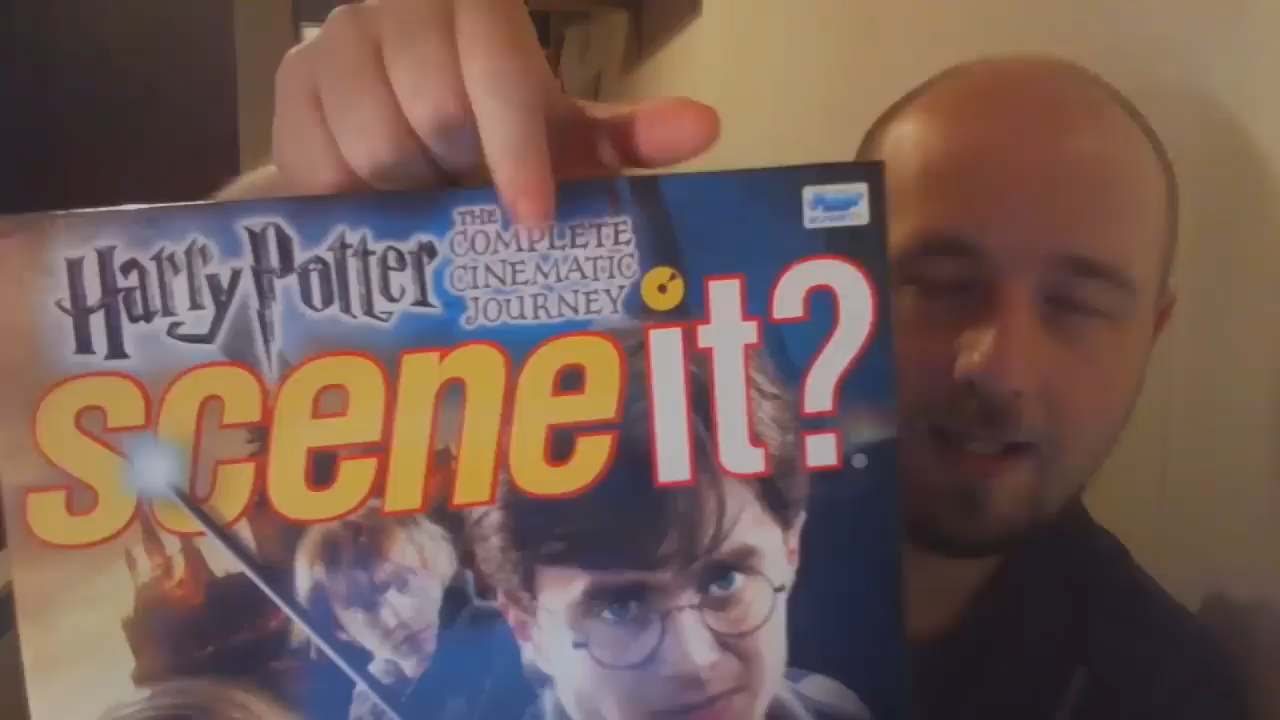 Harry Potter
THE
COMPLETE
CINEMATIC
JOURNEY
scene it?